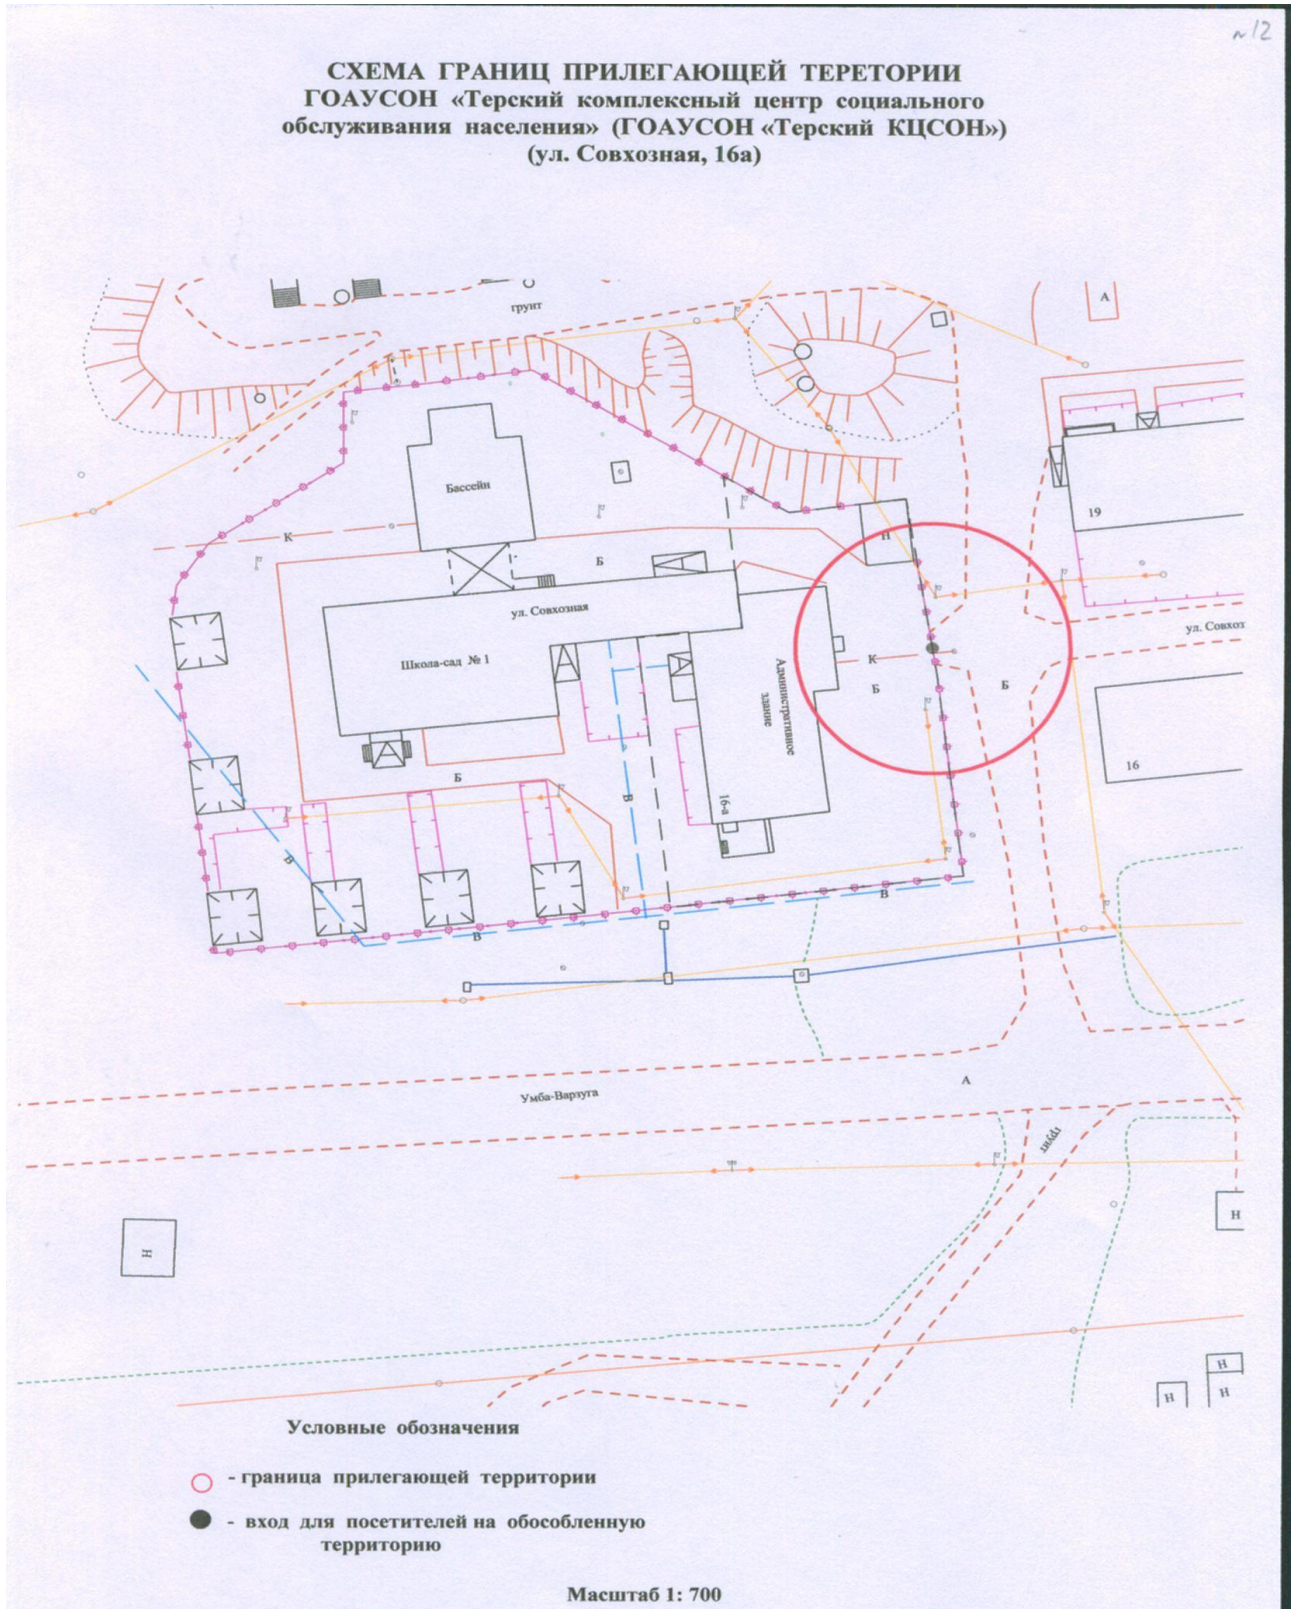 №12
СХЕМА ГРАНИЦ ПРИЛЕГАЮЩЕЙ ТЕРЕТОРИИ
ГОАУСОН «Терский комплексный центр социального
обслуживания населения» (ГОАУСОН «Терский КЦСОН»)
(ул. Совхозная, 16а)
грунт
А
Бассейн
19
К
Н
Б
ул. Совхозная
ул. Совхоз
Школа-сад № 1
К
Административное
здание
Б
Б
16
Б
16-а
В
В
В
В
А
Умба-Варзуга
грунт
Н
Н
Н
Н
Н
Условные обозначения
- граница прилегающей территории
- вход для посетителей на обособленную
территорию
Масштаб 1: 700